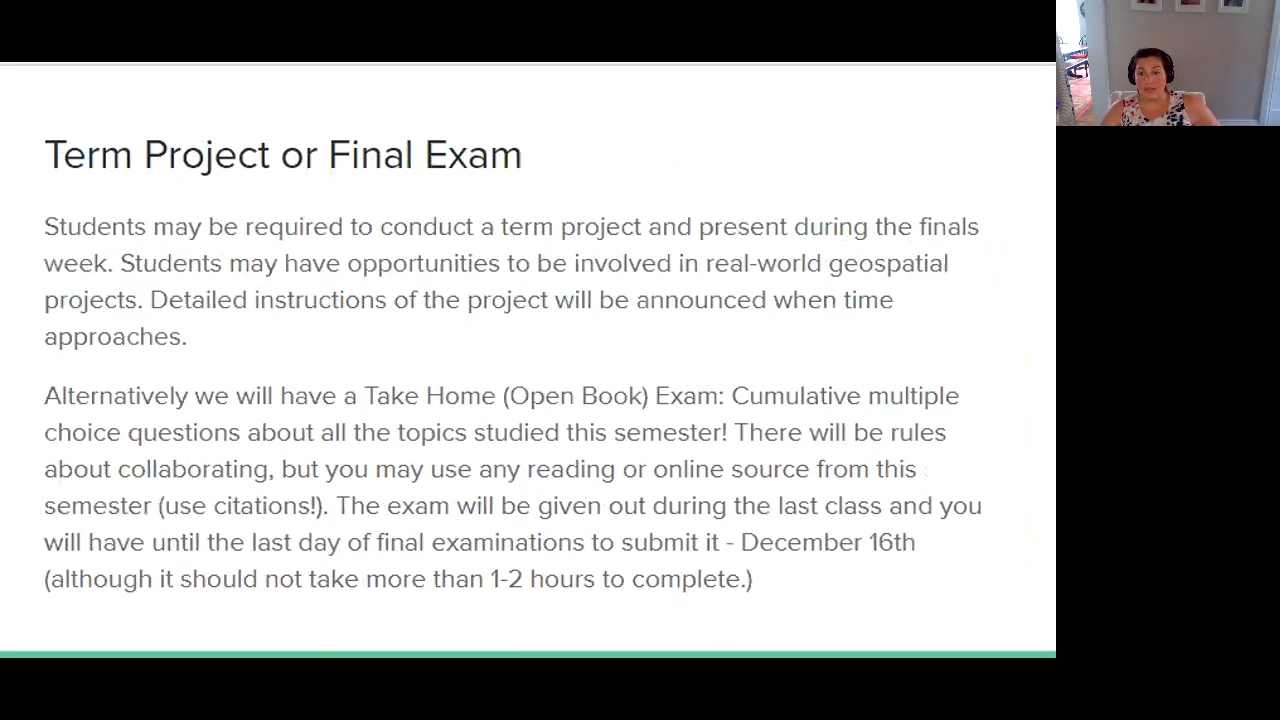 Term Project or Final Exam
Students may be required to conduct a term project and present during the finals
week. Students may have opportunities to be involved in real-world geospatial
projects. Detailed instructions of the project will be announced when time
approaches.
Alternatively we will have a Take Home (Open Book) Exam: Cumulative multiple
choice questions about all the topics studied this semester! There will be rules
about collaborating, but you may use any reading or online source from this
semester (use citations!). The exam will be given out during the last class and you
will have until the last day of final examinations to submit it - December 16th
(although it should not take more than 1-2 hours to complete.)